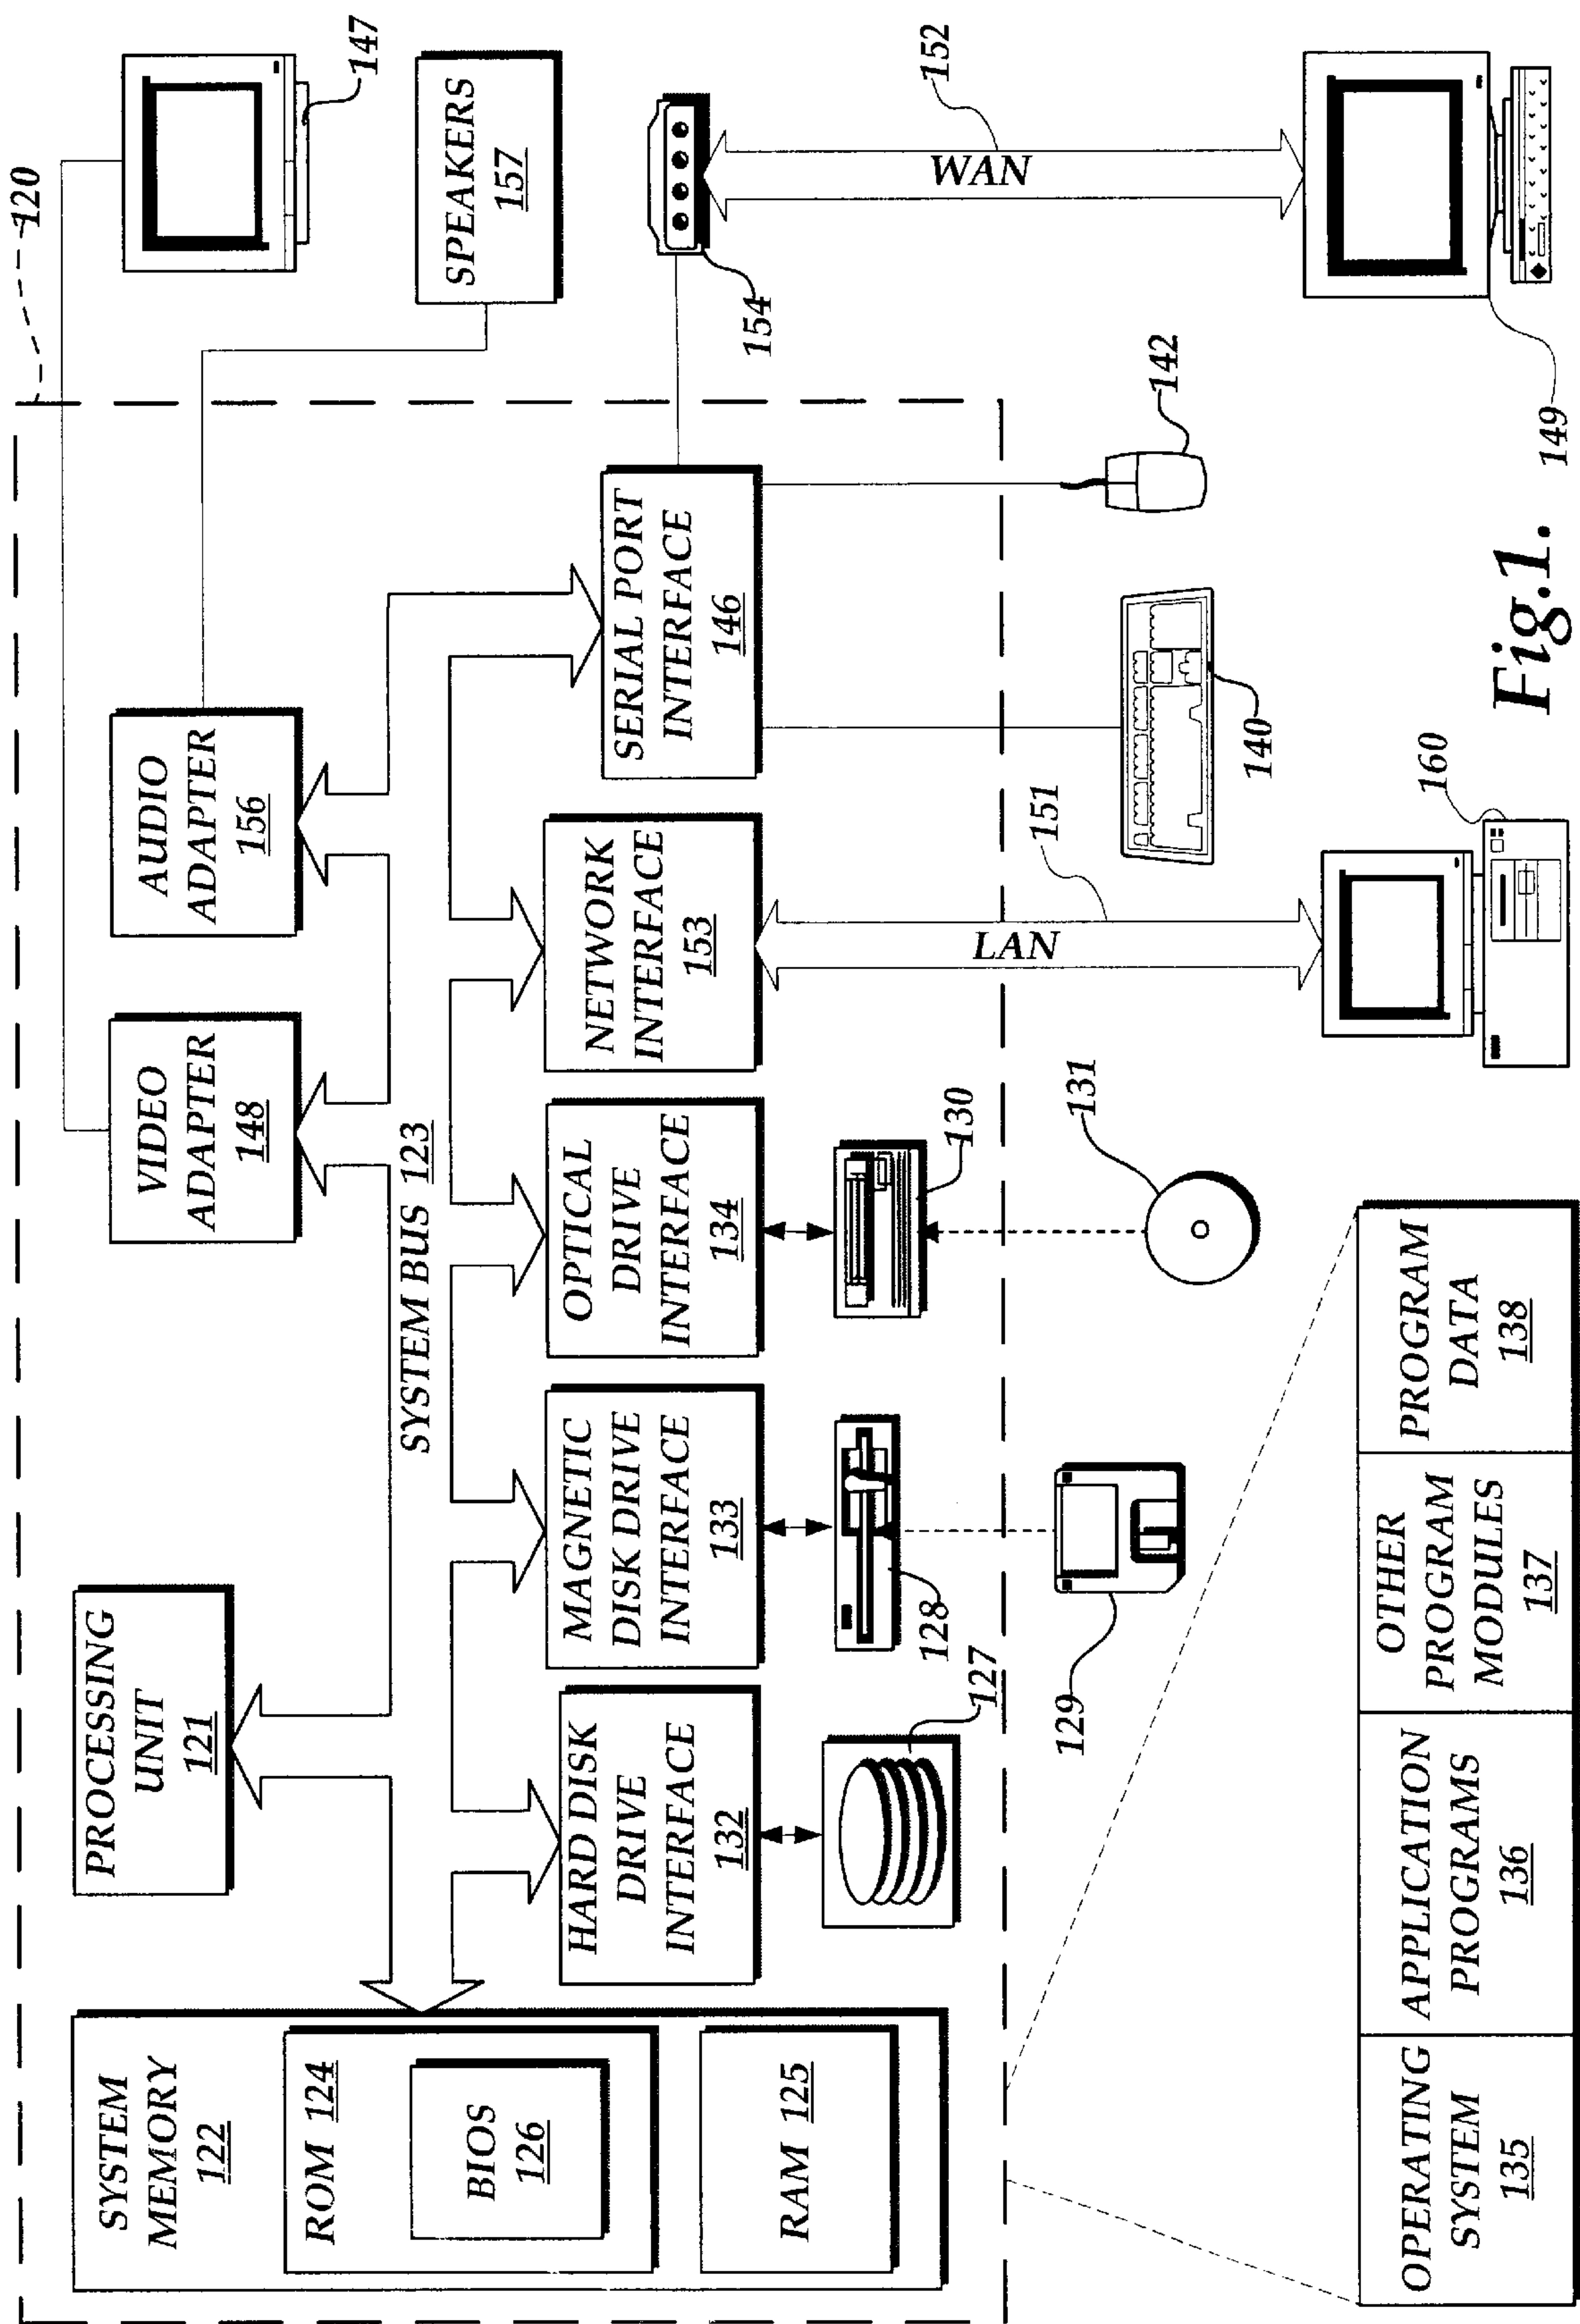 120
SYSTEM
MEMORY
122
ROM 124
BIOS
126
RAM 125
PROCESSING
UNIT
121
VIDEO
ADAPTER
148
AUDIO
ADAPTER
156
147
SPEAKERS
157
SYSTEM BUS 123
HARD DISK
DRIVE
INTERFACE
132
MAGNETIC
DISK DRIVE
INTERFACE
133
OPTICAL
DRIVE
INTERFACE
134
NETWORK
INTERFACE
153
SERIAL PORT
INTERFACE
146
154
127
128
130
152
WAN
LAN
151
129
131
140
142
OPERATING
SYSTEM
135
APPLICATION
PROGRAMS
136
OTHER
PROGRAM
MODULES
137
PROGRAM
DATA
138
160
149
Fig.1.